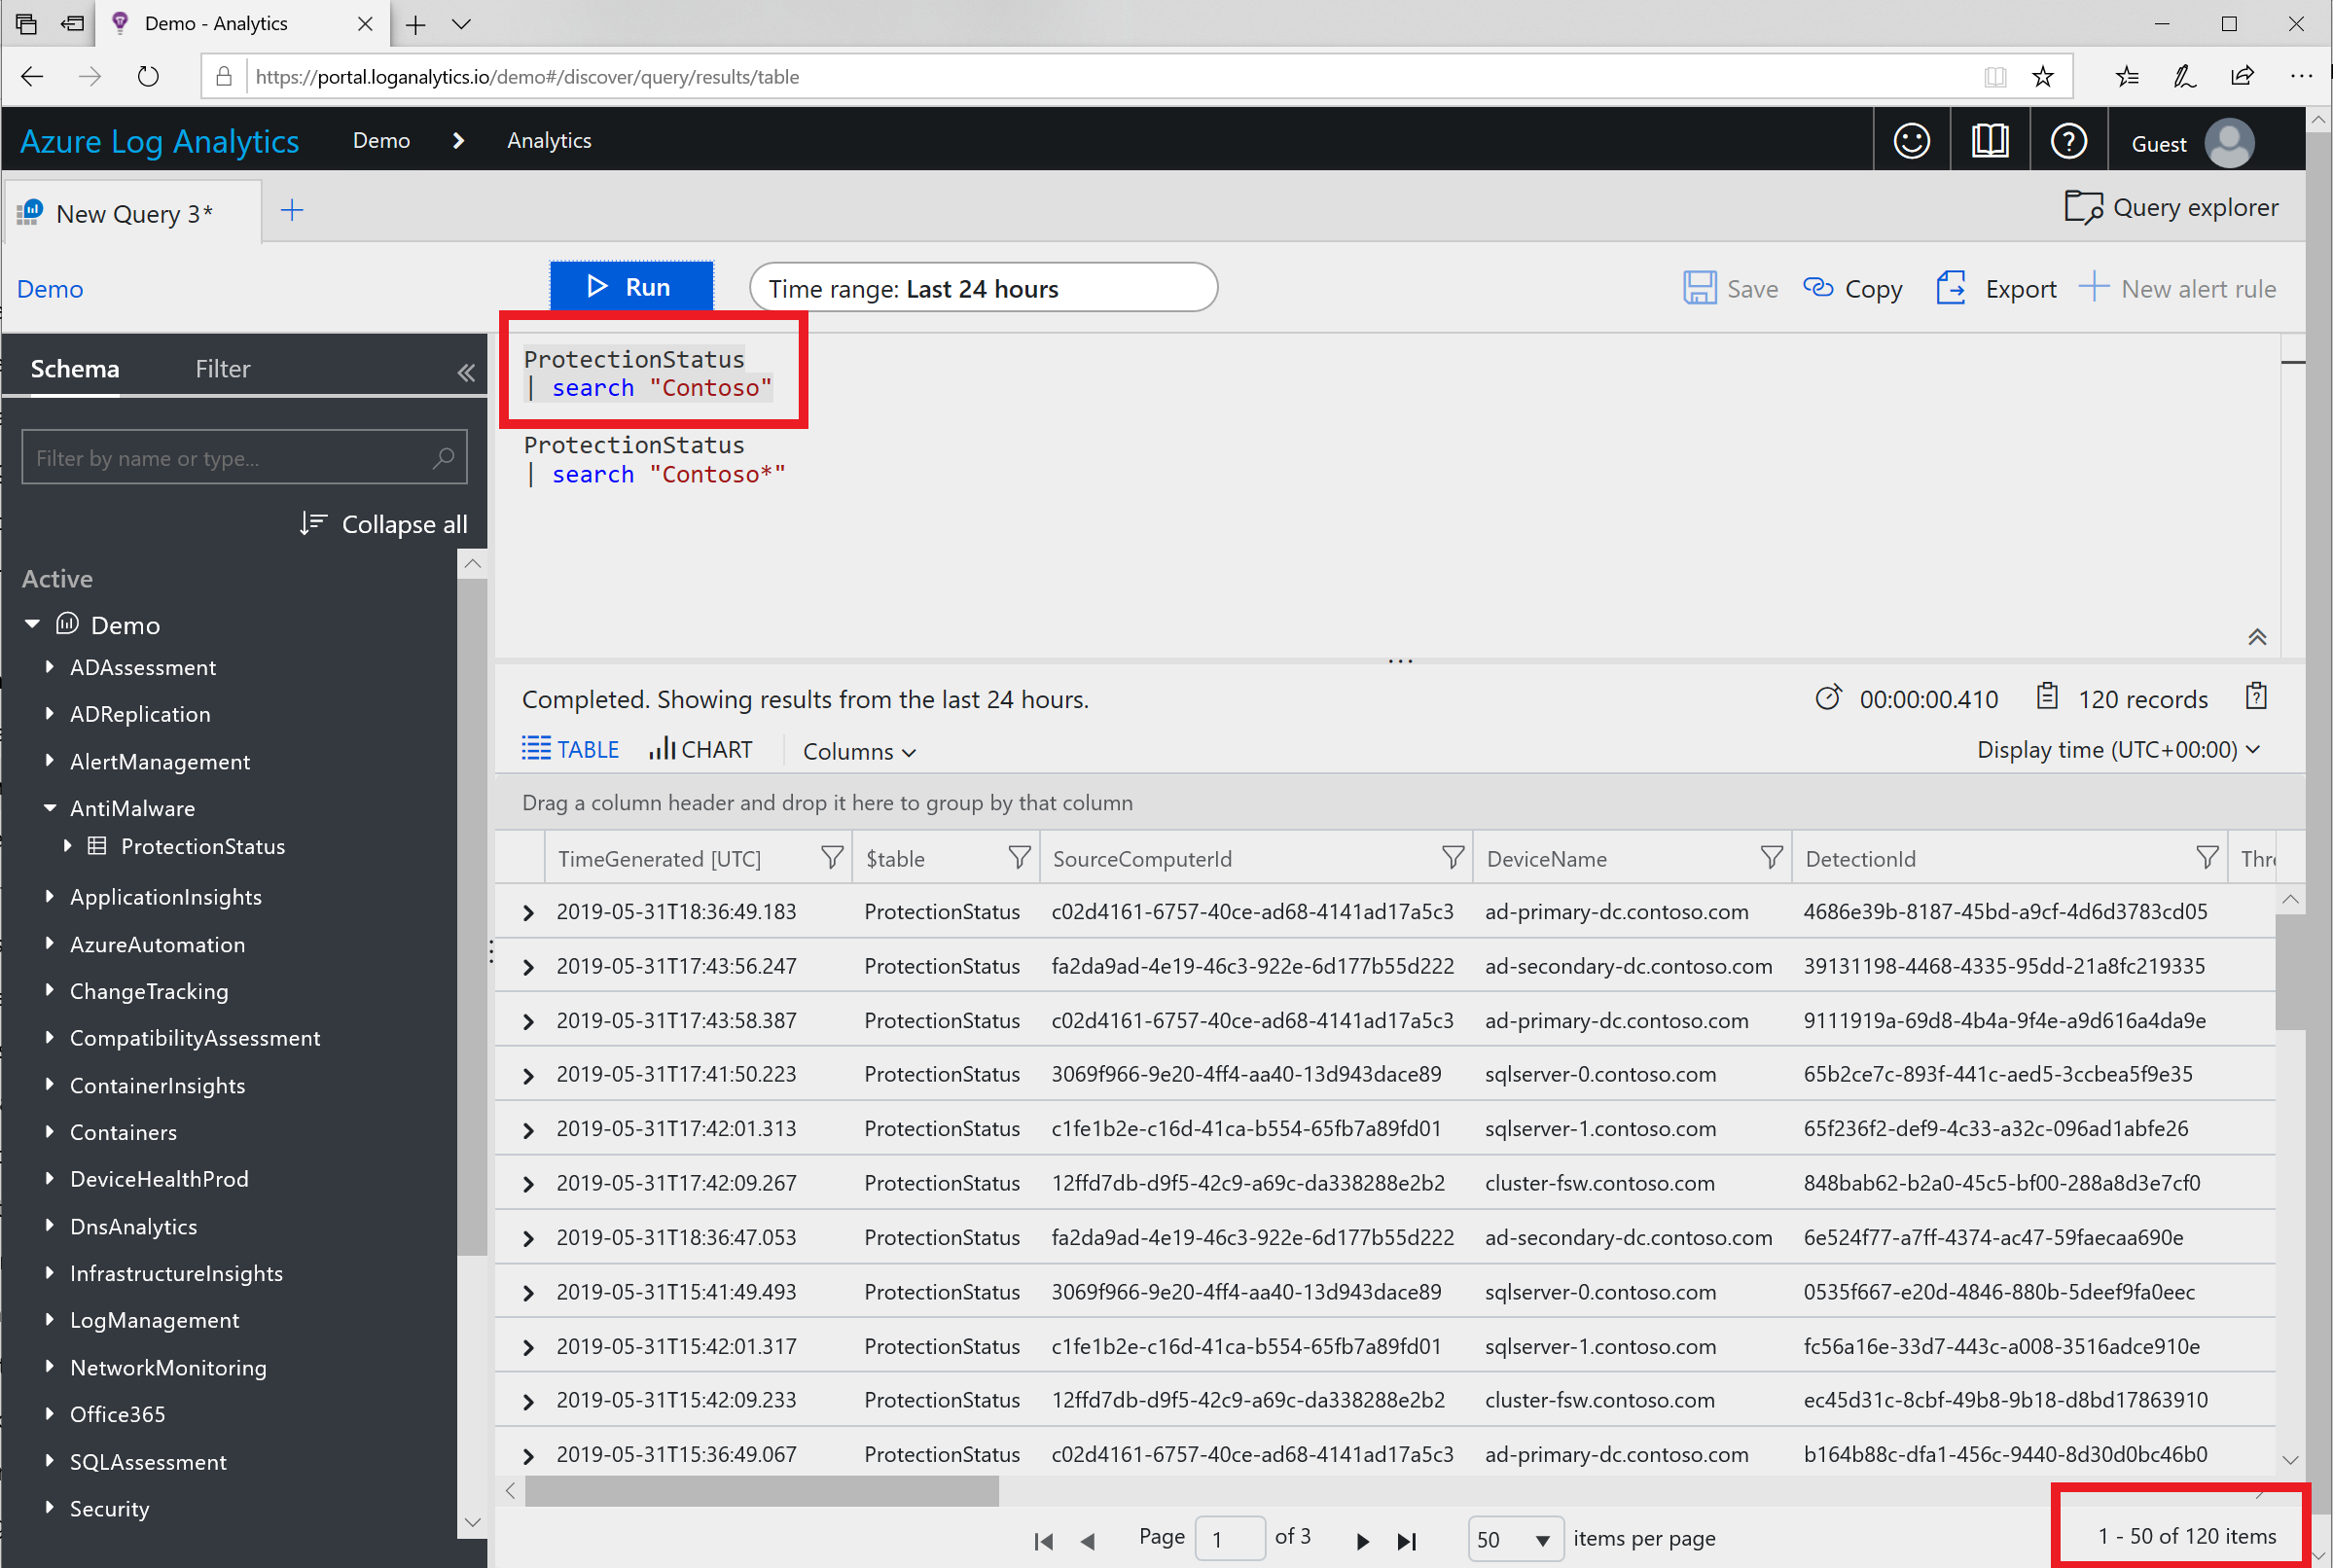 Demo - Analytics
https://portal.loganalytics.io/demo#/discover/query/results/table
Azure Log Analytics Demo Analytics Guest
New Query 3* Query explorer
Demo Run Time range: Last 24 hours Save Copy Export New alert rule
Schema Filter
Filter by name or type...
Collapse all
Active
Demo
ADAssessment
ADReplication
AlertManagement
AntiMalware
ProtectionStatus
ApplicationInsights
AzureAutomation
ChangeTracking
CompatibilityAssessment
ContainerInsights
Containers
DeviceHealthProd
DnsAnalytics
InfrastructureInsights
LogManagement
NetworkMonitoring
Office365
SQLAssessment
Security
ProtectionStatus
| search "Contoso"
ProtectionStatus
| search "Contoso*"
Completed. Showing results from the last 24 hours. 00:00:00.410 120 records
TABLE CHART Columns Display time (UTC+00:00)
Drag a column header and drop it here to group by that column
TimeGenerated [UTC] $table SourceComputerId DeviceName DetectionId Thre
2019-05-31T18:36:49.183 ProtectionStatus c02d4161-6757-40ce-ad68-4141ad17a5c3 ad-primary-dc.contoso.com 4686e39b-8187-45bd-a9cf-4d6d3783cd05
2019-05-31T17:43:56.247 ProtectionStatus fa2da9ad-4e19-46c3-922e-6d177b55d222 ad-secondary-dc.contoso.com 39131198-4468-4335-95dd-21a8fc219335
2019-05-31T17:43:58.387 ProtectionStatus c02d4161-6757-40ce-ad68-4141ad17a5c3 ad-primary-dc.contoso.com 9111919a-69d8-4b4a-9f4e-a9d616a4da9e
2019-05-31T17:41:50.223 ProtectionStatus 3069f966-9e20-4ff4-aa40-13d943dace89 sqlserver-0.contoso.com 65b2ce7c-893f-441c-aed5-3ccbea5f9e35
2019-05-31T17:42:01.313 ProtectionStatus c1fe1b2e-c16d-41ca-b554-65fb7a89fd01 sqlserver-1.contoso.com 65f236f2-def9-4c33-a32c-096ad1abfe26
2019-05-31T17:42:09.267 ProtectionStatus 12ffd7db-d9f5-42c9-a69c-da338288e2b2 cluster-fsw.contoso.com 848bab62-b2a0-45c5-bf00-288a8d3e7cf0
2019-05-31T18:36:47.053 ProtectionStatus fa2da9ad-4e19-46c3-922e-6d177b55d222 ad-secondary-dc.contoso.com 6e524f77-a7ff-4374-ac47-59faecaa690e
2019-05-31T15:41:49.493 ProtectionStatus 3069f966-9e20-4ff4-aa40-13d943dace89 sqlserver-0.contoso.com 0535f667-e20d-4846-880b-5deef9fa0eec
2019-05-31T15:42:01.317 ProtectionStatus c1fe1b2e-c16d-41ca-b554-65fb7a89fd01 sqlserver-1.contoso.com fc56a16e-33d7-443c-a008-3516adce910e
2019-05-31T15:42:09.233 ProtectionStatus 12ffd7db-d9f5-42c9-a69c-da338288e2b2 cluster-fsw.contoso.com ec45d31c-8cbf-49b8-9b18-d8bd17863910
2019-05-31T15:36:49.067 ProtectionStatus c02d4161-6757-40ce-ad68-4141ad17a5c3 ad-primary-dc.contoso.com b164b88c-dfa1-456c-9440-8d30d0bc46b0
Page 1 of 3 50 items per page 1 - 50 of 120 items